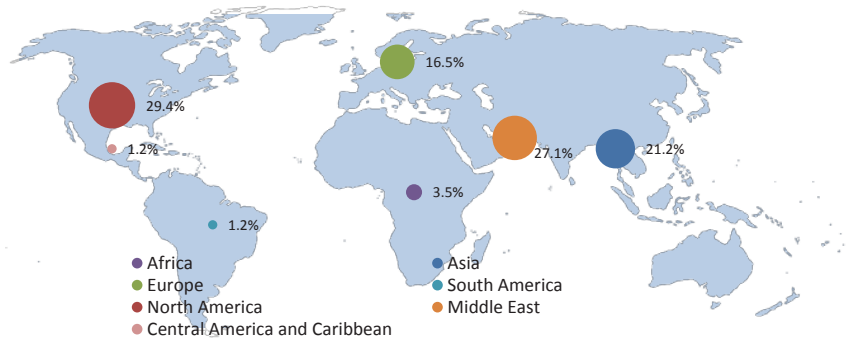 16.5%
29.4%
1.2%
27.1%
21.2%
3.5%
1.2%
Africa
Europe
North America
Central America and Caribbean
Asia
South America
Middle East